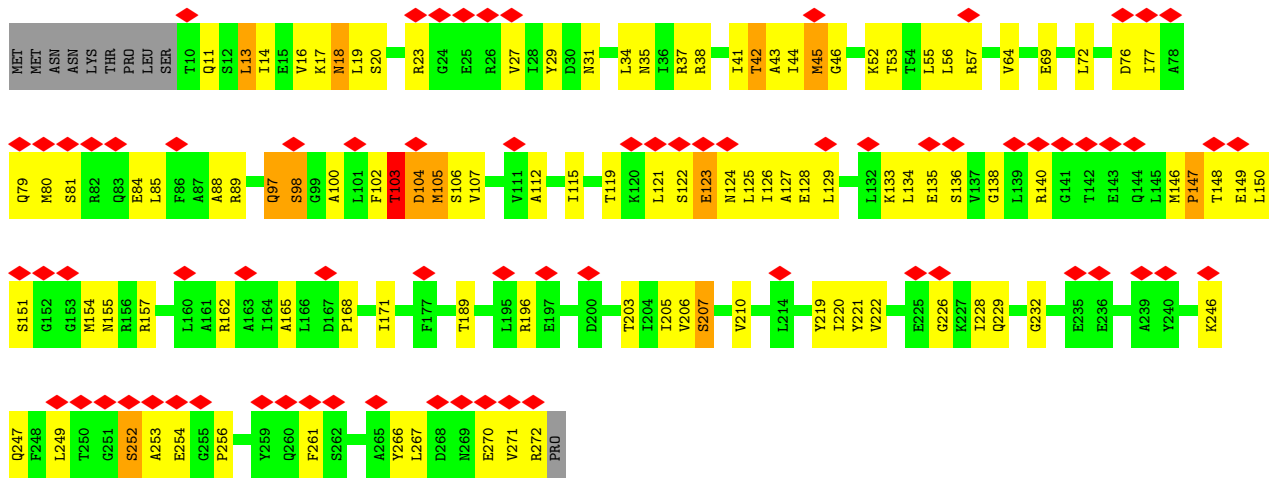 MET MET ASN ASN LYS THR PRO LEU SER T10 Q11 S12 L13 I14 E15 V16 K17 N18 L19 S20 R23 G24 E25 R26 V27 I28 Y29 D30 N31 L34 N35 I36 R37 R38 I41 T42 A43 I44 M45 G46 K52 T53 T54 L55 L56 R57 V64 E69 L72 D76 I77 A78
Q79 M80 S81 R82 Q83 E84 L85 F86 A87 A88 R89 Q97 S98 G99 A100 L101 F102 T103 D104 M105 S106 V107 V111 A112 I115 T119 K120 L121 S122 E123 N124 L125 I126 A127 E128 L129 L132 K133 L134 E135 S136 V137 G138 L139 R140 G141 T142 E143 Q144 L145 M146 P147 T148 E149 L150
S151 G152 G153 M154 N155 R156 R157 L160 A161 R162 A163 I164 A165 L166 D167 P168 I171 F177 T189 L195 R196 E197 D200 T203 I204 I205 V206 S207 V210 L214 Y219 I220 Y221 V222 E225 G226 K227 I228 Q229 G232 E235 E236 A239 Y240 K246
Q247 F248 L249 T250 G251 S252 A253 E254 G255 P256 Y259 Q260 F261 S262 A265 Y266 L267 D268 N269 E270 V271 R272 PRO